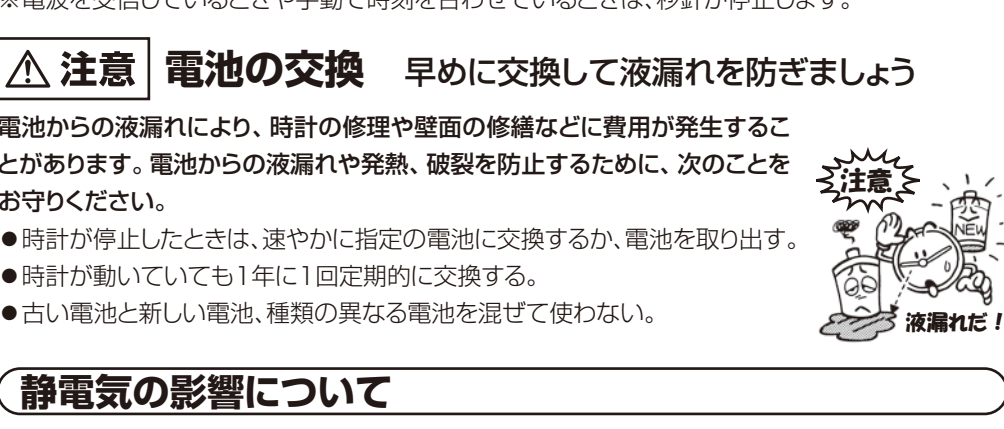 ※電波を受信しているときや手動で時刻を合わせているときは、秒針が停止します。
注意 電池の交換 早めに交換して液漏れを防ぎましょう
電池からの液漏れにより、時計の修理や壁面の修繕などに費用が発生するこ
とがあります。電池からの液漏れや発熱、破裂を防止するために、次のことを
お守りください。
●時計が停止したときは、速やかに指定の電池に交換するか、電池を取り出す。
●時計が動いていても1年に1回定期的に交換する。
●古い電池と新しい電池、種類の異なる電池を混ぜて使わない。
注意
NEW
液漏れだ！
静電気の影響について